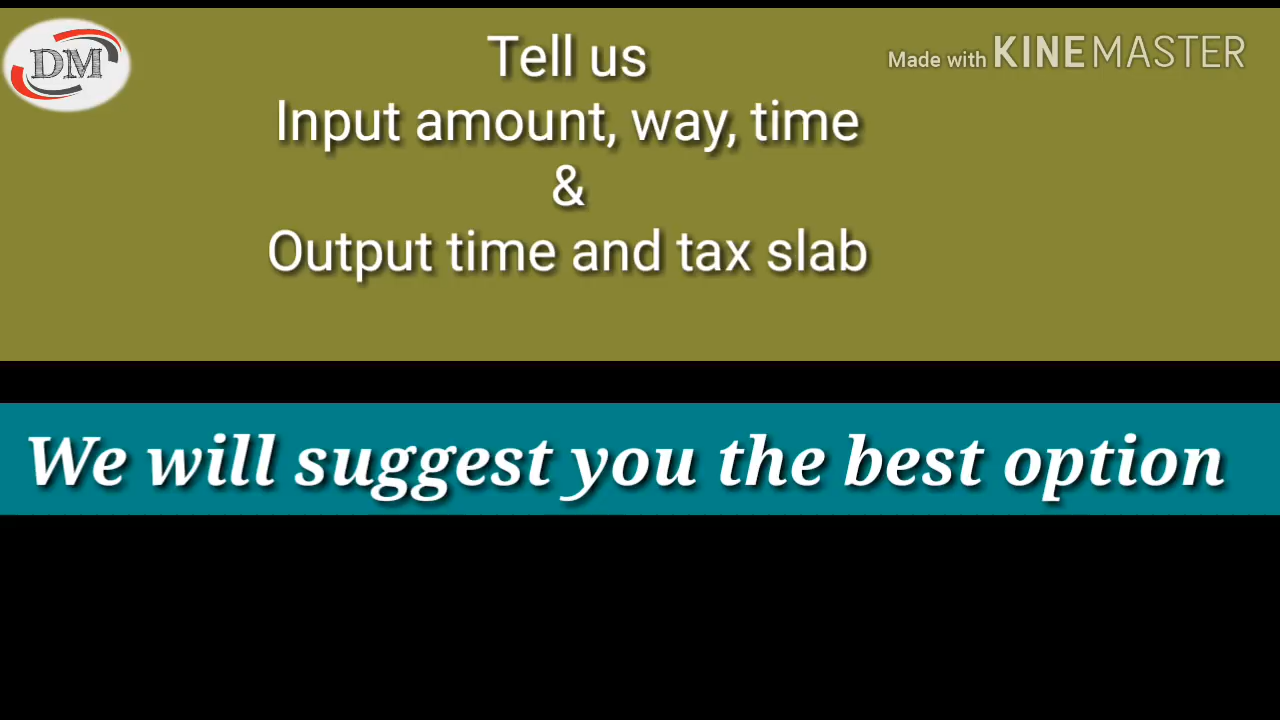 DM
Tell us
Made with KINEMASTER
Input amount, way, time
&
Output time and tax slab
We will suggest you the best option